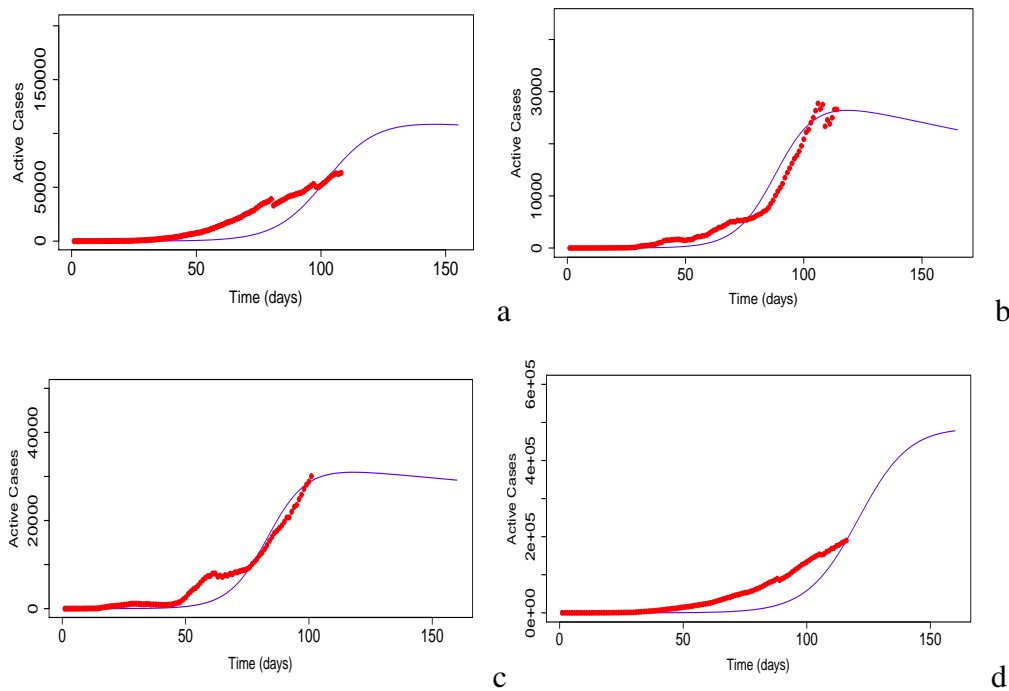 150000
50000
0
Active Cases
0 50 100 150
Time (days)
a
30000
10000
0
Active Cases
0 50 100 150
Time (days)
b
40000
20000
0
Active Cases
0 50 100 150
Time (days)
c
6e+05
4e+05
2e+05
0e+00
Active Cases
0 50 100 150
Time (days)
d